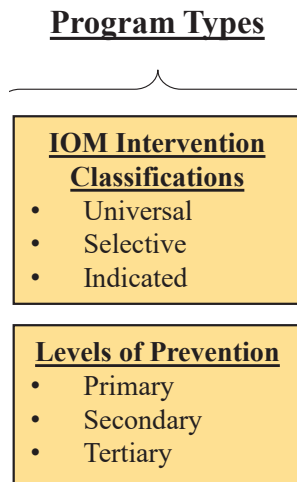 Program Types
IOM Intervention
Classifications
• Universal
• Selective
• Indicated
Levels of Prevention
• Primary
• Secondary
• Tertiary